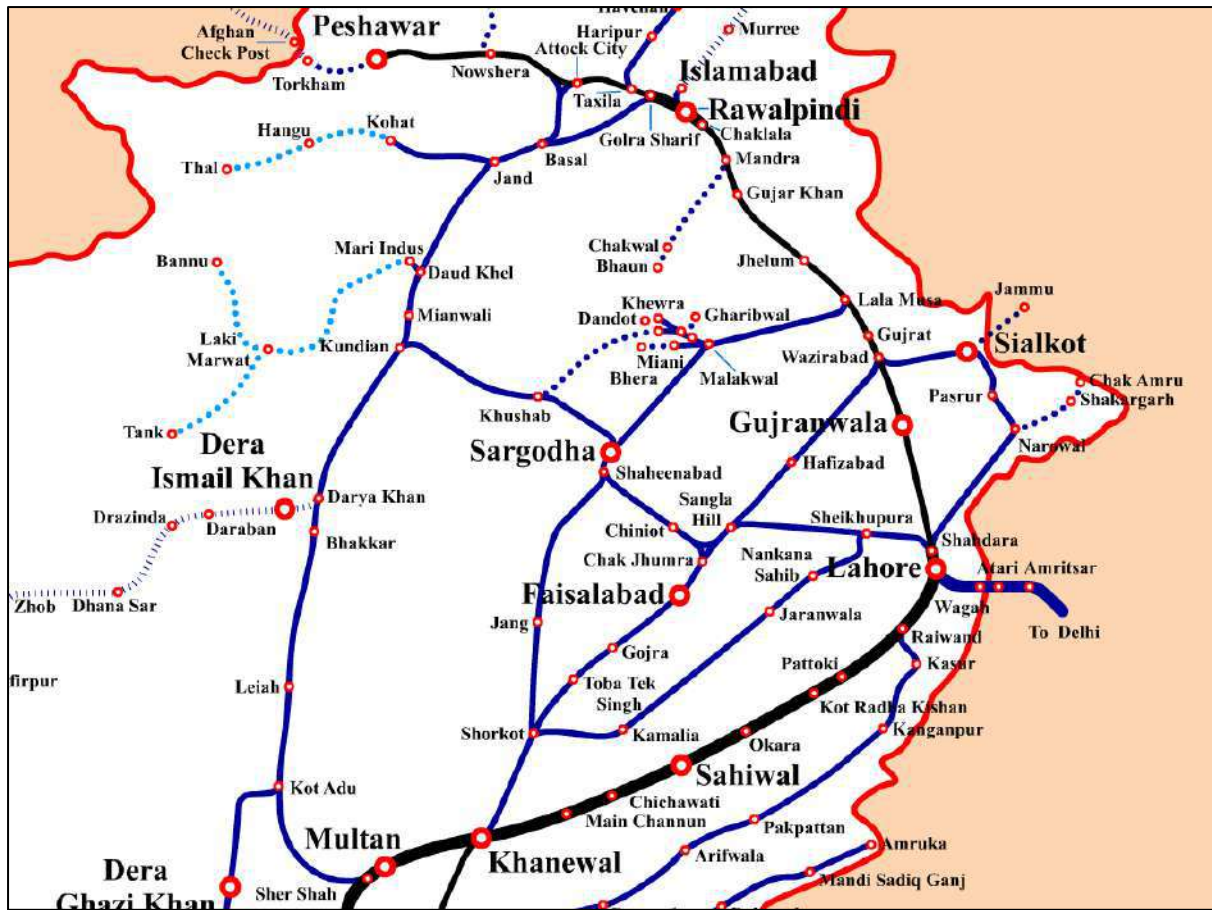 Afghan
Check Post
Peshawar
Torkham
Nowshera
Havelian
Haripur
Attock City
Murree
Islamabad
Taxila
Rawalpindi
Golra Sharif
Chaklala
Mandra
Hangu
Kohat
Thal
Jand
Basal
Gujar Khan
Chakwal
Bhaun
Jhelum
Mari Indus
Bannu
Daud Khel
Mianwali
Laki
Marwat
Kundian
Khewra
Dandot
Gharibwal
Miani
Bhera
Malakwal
Lala Musa
Gujrat
Wazirabad
Jammu
Sialkot
Chak Amru
Shakargarh
Pasrur
Narowal
Khushab
Tank
Dera
Ismail Khan
Sargodha
Gujranwala
Shaheenabad
Hafizabad
Darya Khan
Drazinda
Daraban
Bhakkar
Chiniot
Sangla
Hill
Sheikhupura
Chak Jhumra
Nankana
Sahib
Shahdara
Lahore
Atari Amritsar
Zhob
Dhana Sar
Faisalabad
Wagah
To Delhi
Jang
Jaranwala
Raiwand
Gojra
Kasur
Pattoki
firpur
Leiah
Toba Tek
Singh
Kot Radha Kishan
Kanganpur
Shorkot
Kamalia
Okara
Sahiwal
Kot Adu
Chichawati
Main Channun
Multan
Khanewal
Pakpattan
Arifwala
Amruka
Dera
Ghazi Khan
Sher Shah
Mandi Sadiq Ganj